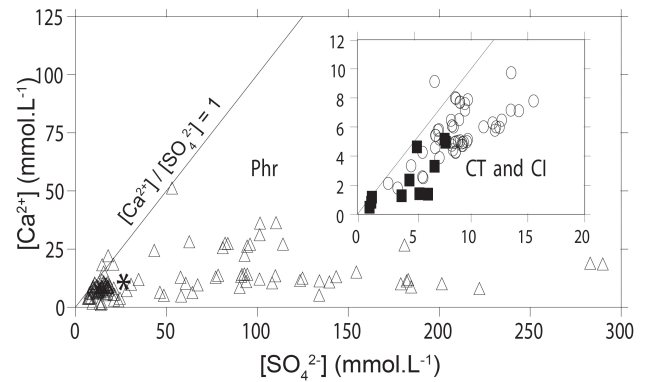 125
100
75
50
25
0
[Ca²⁺] (mmol.L⁻¹)
[Ca²⁺] / [SO₄²⁻] = 1
Phr
*
12
10
8
6
4
2
0
CT and CI
0 5 10 15 20
0 50 100 150 200 250 300
[SO₄²⁻] (mmol.L⁻¹)